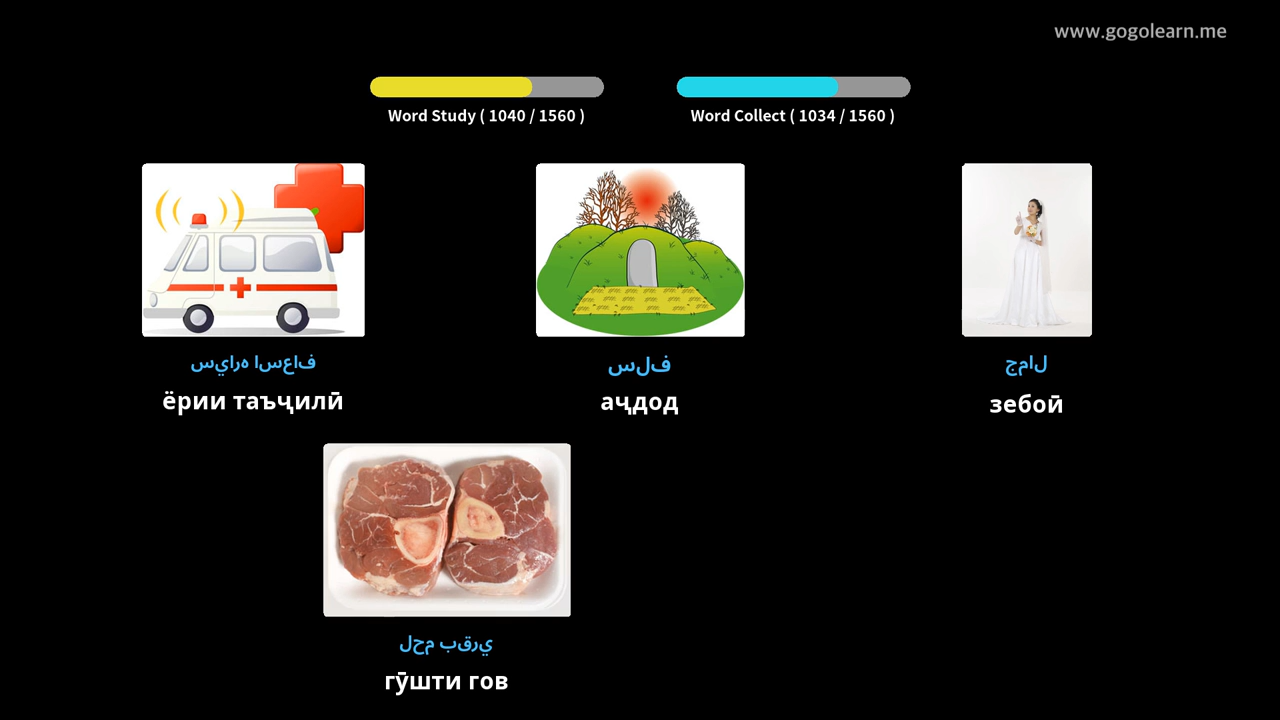 www.gogolearn.me
Word Study ( 1040 / 1560 )
Word Collect ( 1034 / 1560 )
سياره اسعاف
ёрии таъҷилӣ
سلف
аҷдод
جمال
зебоӣ
لحم بقري
гӯшти гов